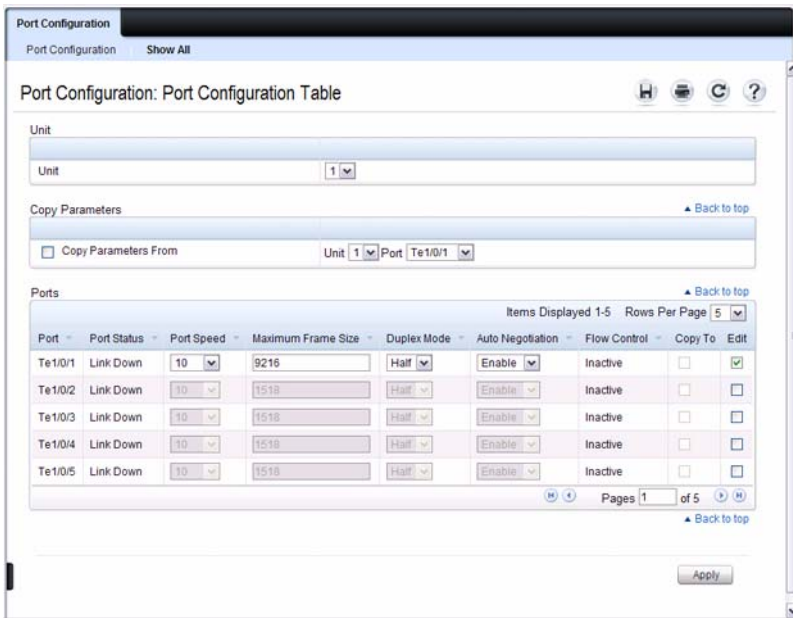 Port Configuration
Port Configuration Show All
Port Configuration: Port Configuration Table
Unit
Unit 1
Copy Parameters Back to top
Copy Parameters From Unit 1 Port Te1/0/1
Ports Back to top
Items Displayed 1-5 Rows Per Page 5
Port Port Status Port Speed Maximum Frame Size Duplex Mode Auto Negotiation Flow Control Copy To Edit
Te1/0/1 Link Down 10 9216 Half Enable Inactive
Te1/0/2 Link Down 10 1518 Half Enable Inactive
Te1/0/3 Link Down 10 1518 Half Enable Inactive
Te1/0/4 Link Down 10 1518 Half Enable Inactive
Te1/0/5 Link Down 10 1518 Half Enable Inactive
Pages 1 of 5
Back to top
Apply